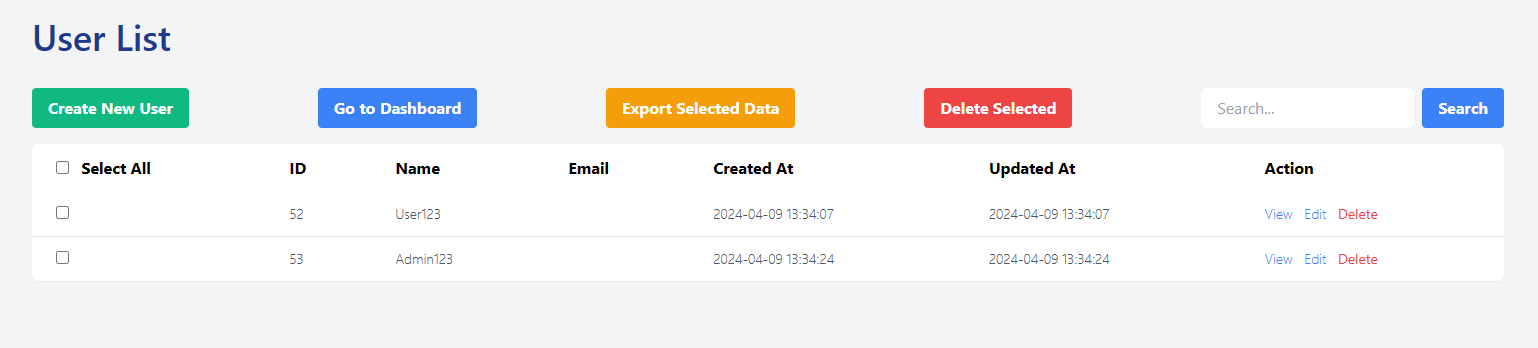 User List
Create New User Go to Dashboard Export Selected Data Delete Selected Search... Search
Select All ID Name Email Created At Updated At Action
52 User123 2024-04-09 13:34:07 2024-04-09 13:34:07 View Edit Delete
53 Admin123 2024-04-09 13:34:24 2024-04-09 13:34:24 View Edit Delete